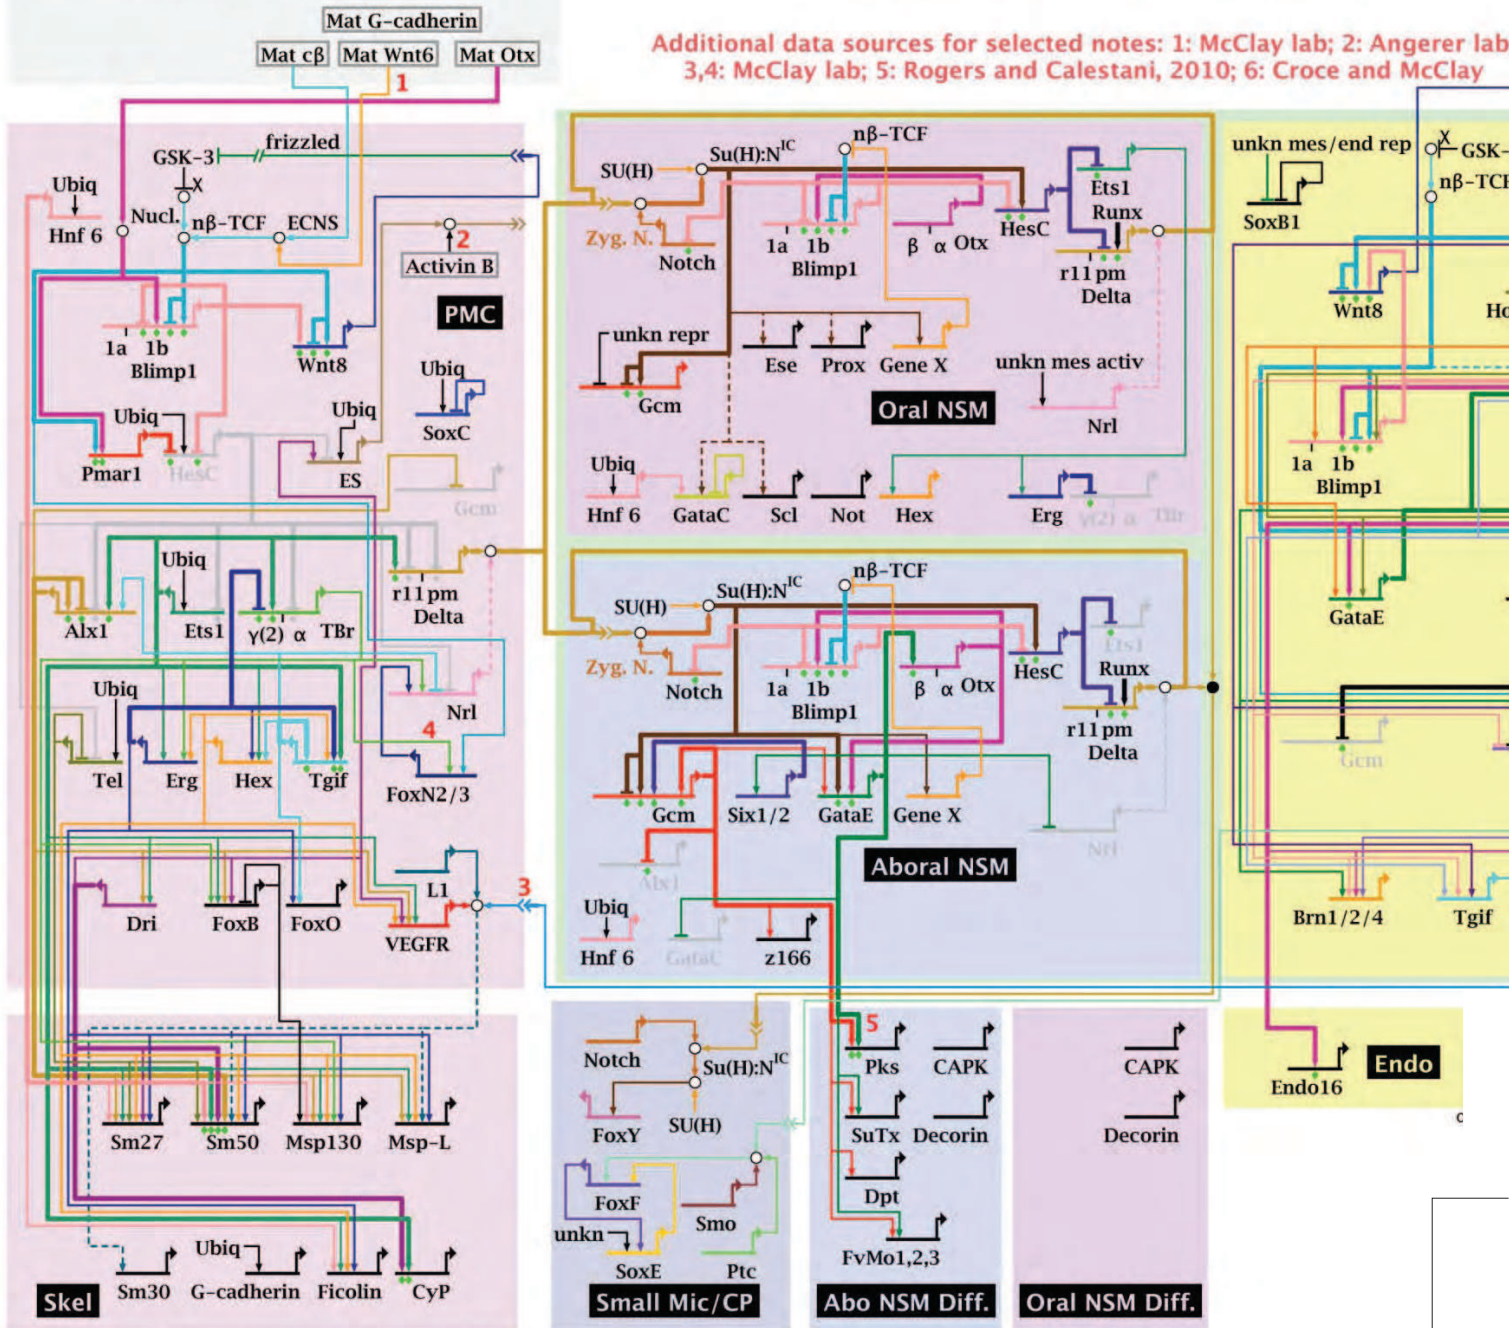 Mat G-cadherin
Mat cβ
Mat Wnt6
Mat Otx
1
Additional data sources for selected notes: 1: McClay lab; 2: Angerer lab
3,4: McClay lab; 5: Rogers and Calestani, 2010; 6: Croce and McClay
GSK-3
frizzled
X
Ubiq
Hnf 6
Nucl.
nβ-TCF
ECNS
2
Activin B
PMC
1a
1b
Blimp1
Wnt8
Ubiq
SoxC
Ubiq
Pmar1
HesC
Ubiq
ES
Gcm
Alx1
Ubiq
Ets1
γ(2)
α
TBr
r11
pm
Delta
Ubiq
Tel
Erg
Hex
Tgif
Nrl
4
FoxN2/3
Dri
FoxB
FoxO
L1
VEGFR
3
Sm27
Sm50
Msp130
Msp-L
Skel
Sm30
Ubiq
G-cadherin
Ficolin
CyP
SU(H)
Su(H):N^IC
nβ-TCF
Zyg. N.
Notch
1a
1b
Blimp1
β
α
Otx
HesC
Ets1
Runx
r11
pm
Delta
unkn repr
Gcm
Ese
Prox
Gene X
Oral NSM
unkn mes activ
Nrl
Ubiq
Hnf 6
GataC
Scl
Not
Hex
Erg
γ(2)
α
TBr
SU(H)
Su(H):N^IC
nβ-TCF
Zyg. N.
Notch
1a
1b
Blimp1
β
α
Otx
HesC
Ets1
Runx
r11
pm
Delta
Gcm
Six1/2
GataE
Gene X
Nrl
Alx1
Aboral NSM
Ubiq
Hnf 6
GataC
z166
Notch
Su(H):N^IC
SU(H)
FoxY
FoxF
unkn
SoxE
Smo
Ptc
Small Mic/CP
5
Pks
CAPK
SuTx
Decorin
Dpt
FvMo1,2,3
Abo NSM Diff.
CAPK
Decorin
Oral NSM Diff.
unkn mes/end rep
SoxB1
X
GSK-
nβ-TCF
Wnt8
Ho
1a
1b
Blimp1
GataE
Gcm
Brn1/2/4
Tgif
Endo16
Endo